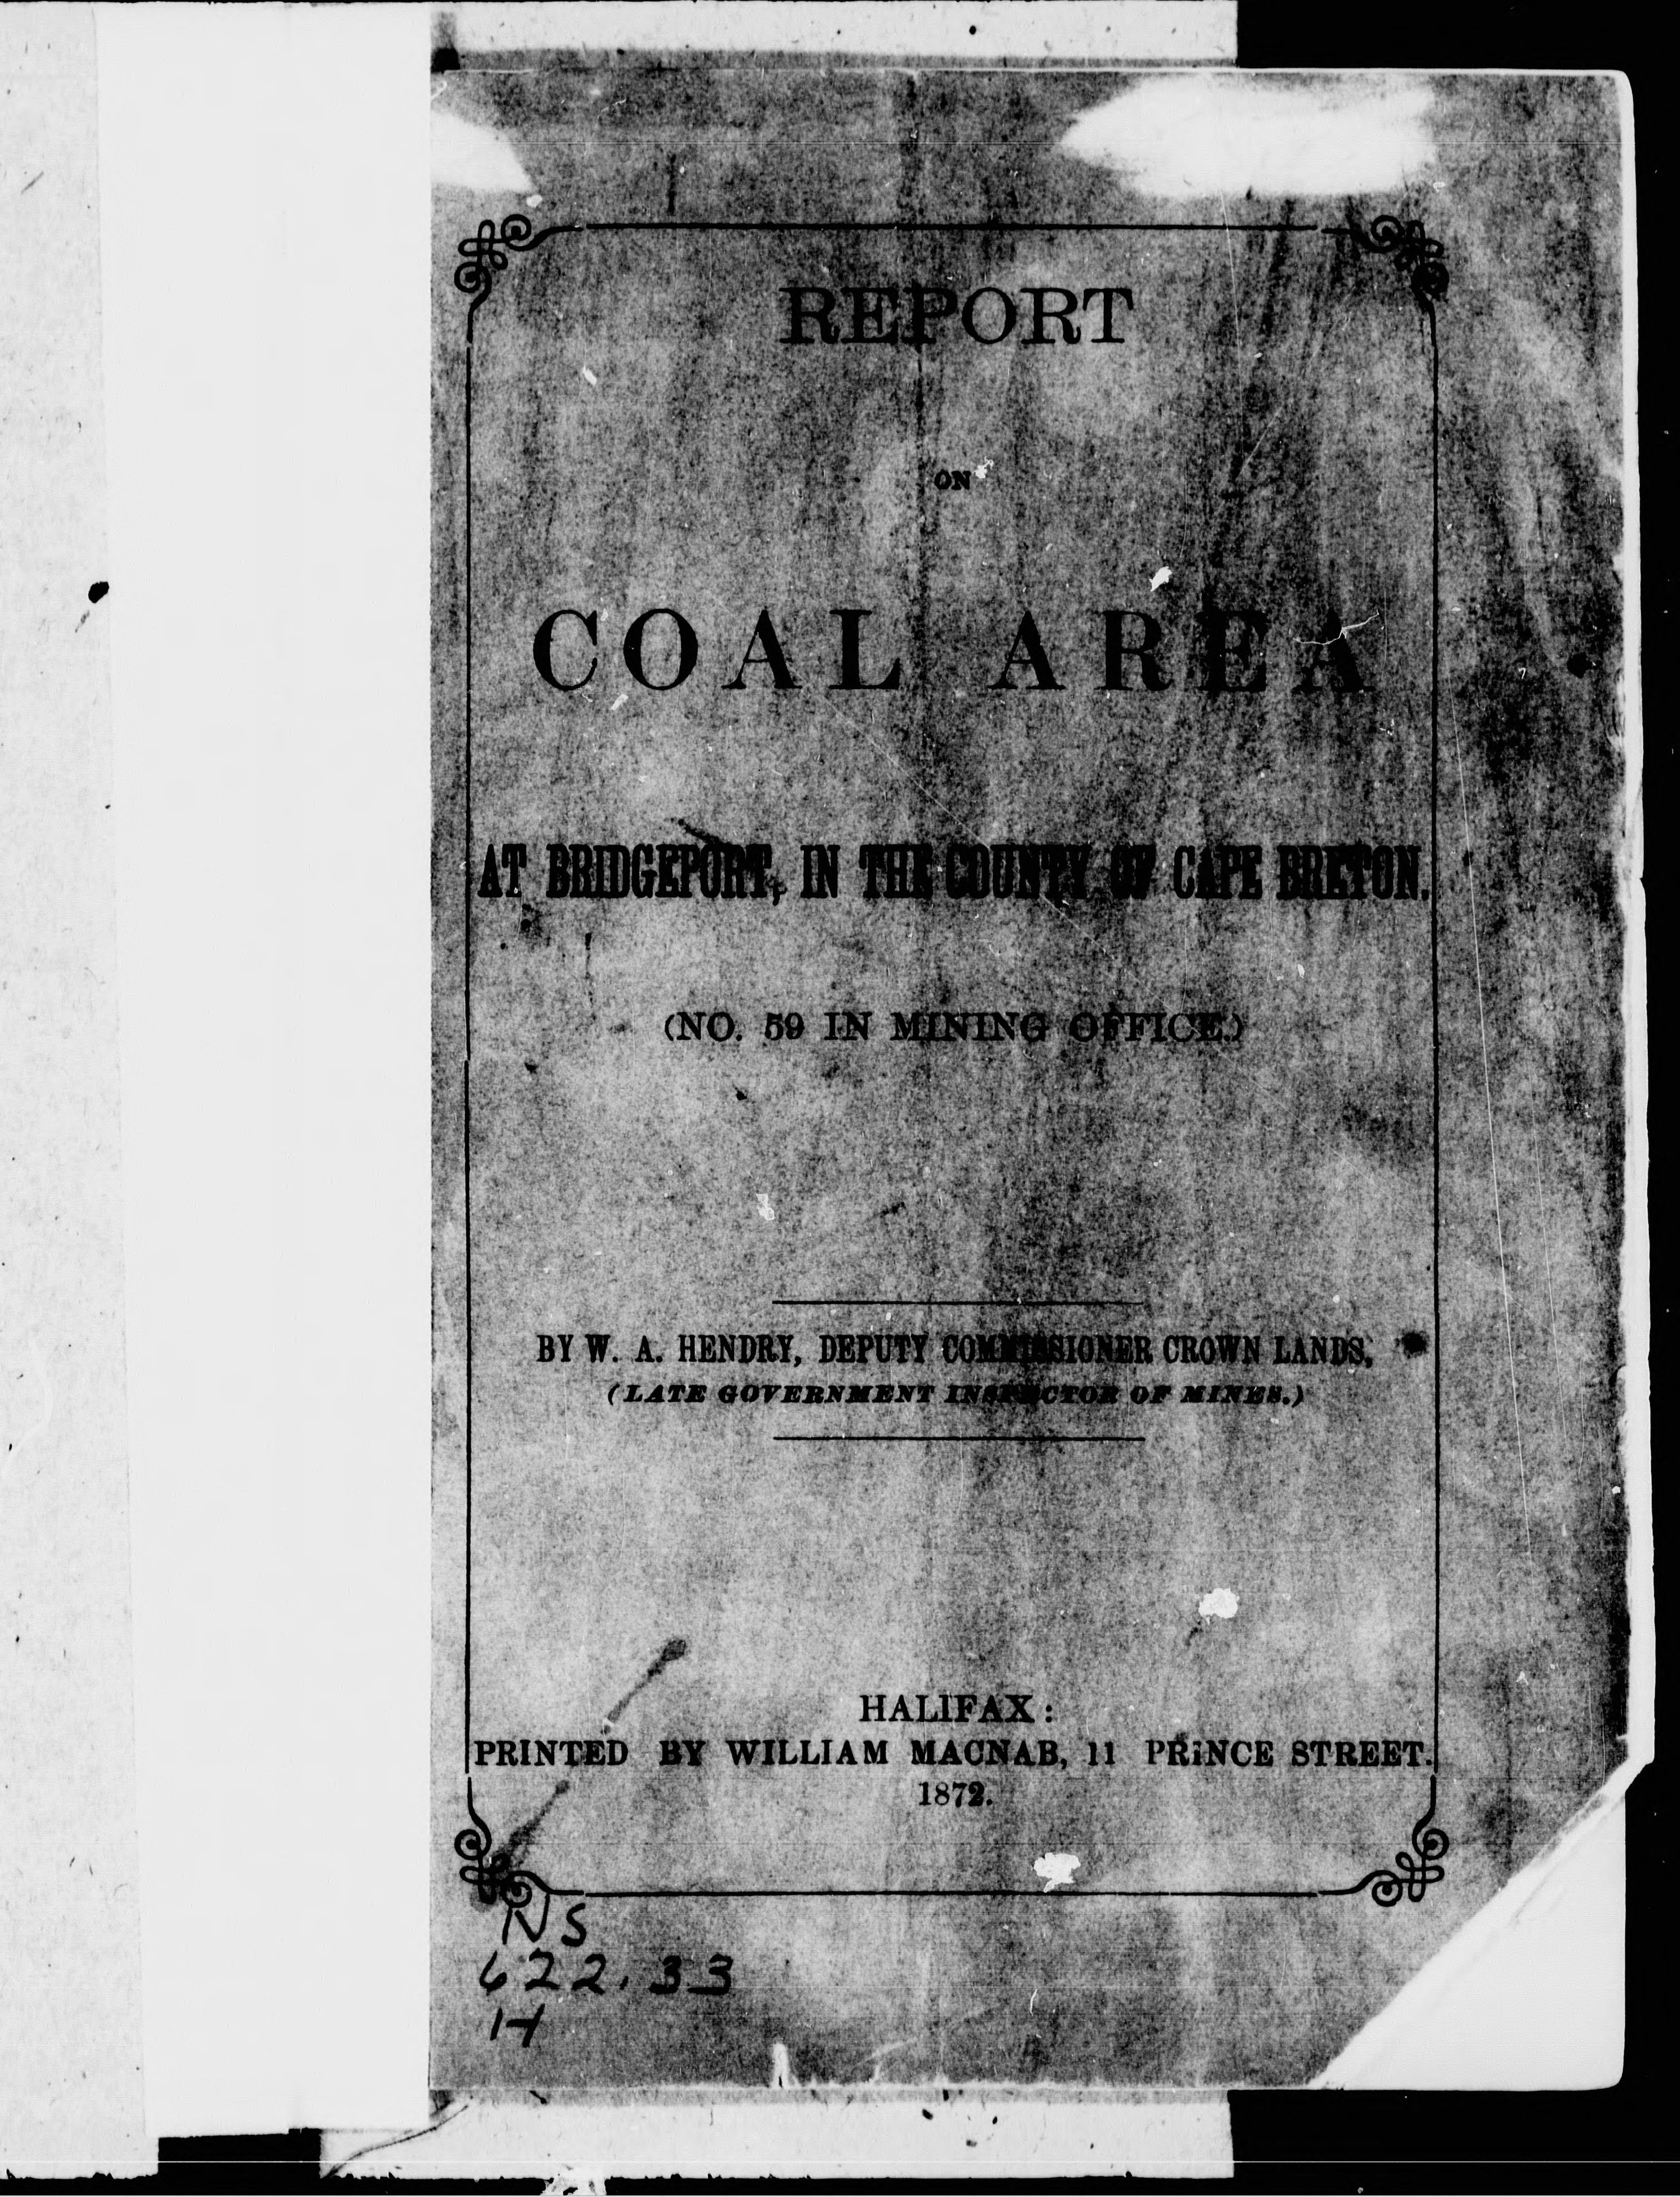 REPORT
ON
COAL AREA
AT BRIDGEPORT, IN THE COUNTY OF CAPE BRETON.
(NO. 59 IN MINING OFFICE.)
BY W. A. HENDRY, DEPUTY COMMISSIONER CROWN LANDS,
(LATE GOVERNMENT INSPECTOR OF MINES.)
HALIFAX:
PRINTED BY WILLIAM MACNAB, 11 PRINCE STREET.
1872.
NS
622.33
H